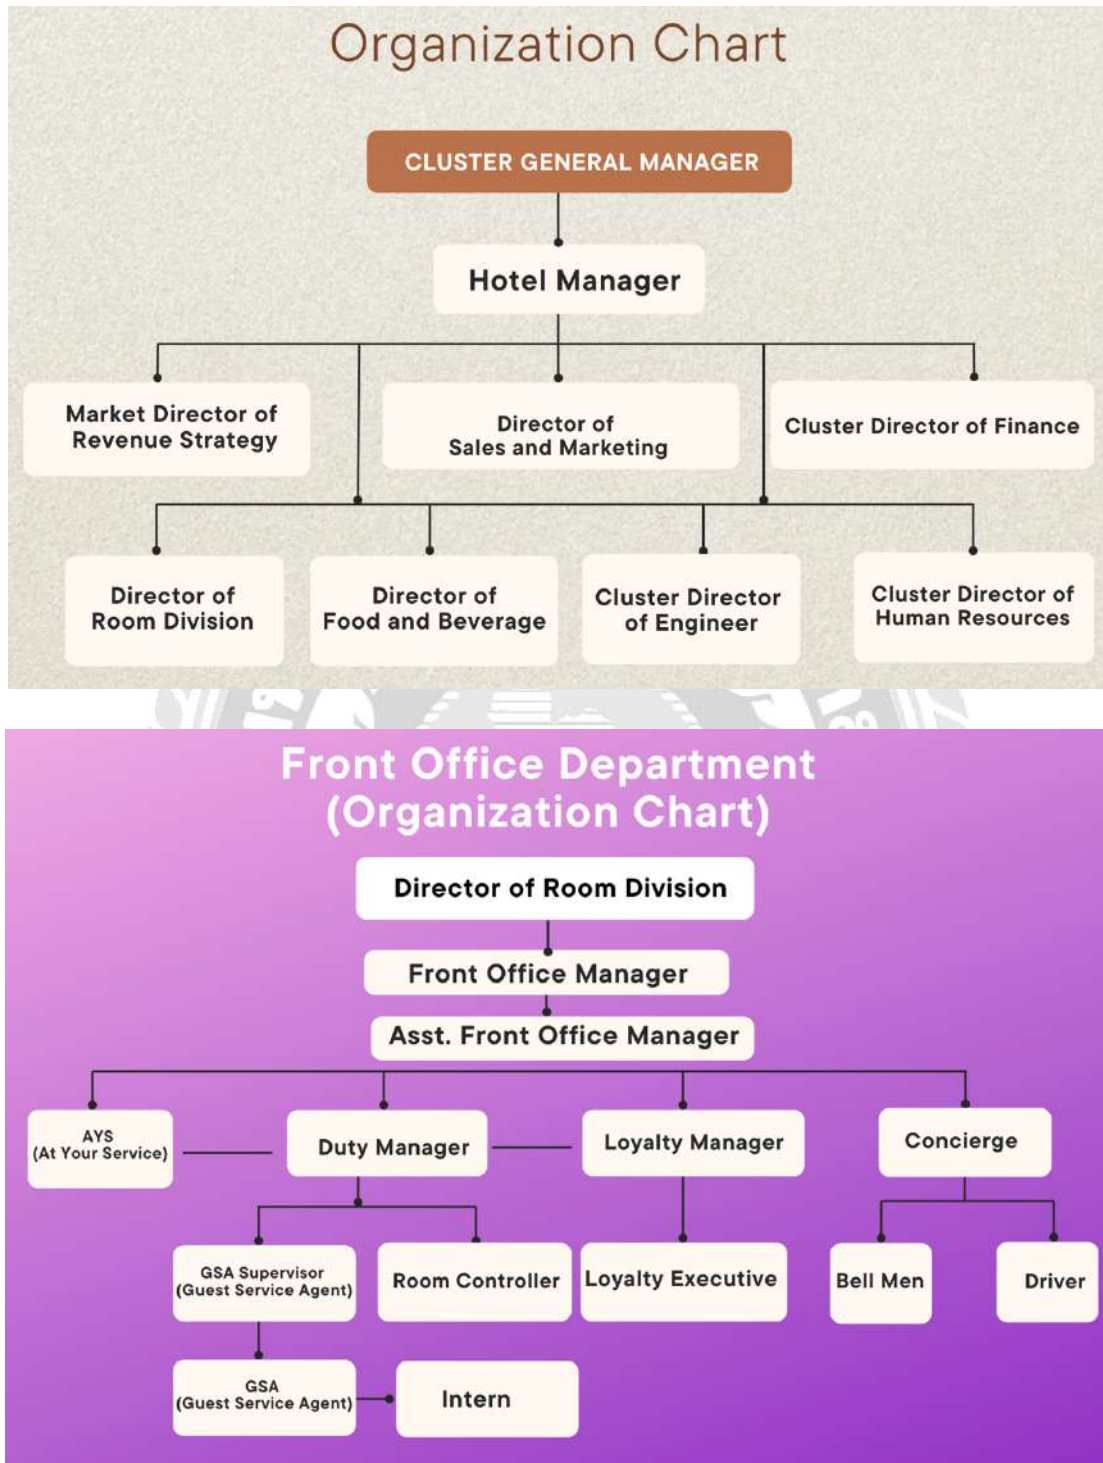 Organization Chart
CLUSTER GENERAL MANAGER
Hotel Manager
Market Director of
Revenue Strategy
Director of
Sales and Marketing
Cluster Director of Finance
Director of
Room Division
Director of
Food and Beverage
Cluster Director
of Engineer
Cluster Director of
Human Resources
Front Office Department
(Organization Chart)
Director of Room Division
Front Office Manager
Asst. Front Office Manager
AYS
(At Your Service)
Duty Manager
Loyalty Manager
Concierge
GSA Supervisor
(Guest Service Agent)
Room Controller
Loyalty Executive
Bell Men
Driver
GSA
(Guest Service Agent)
Intern